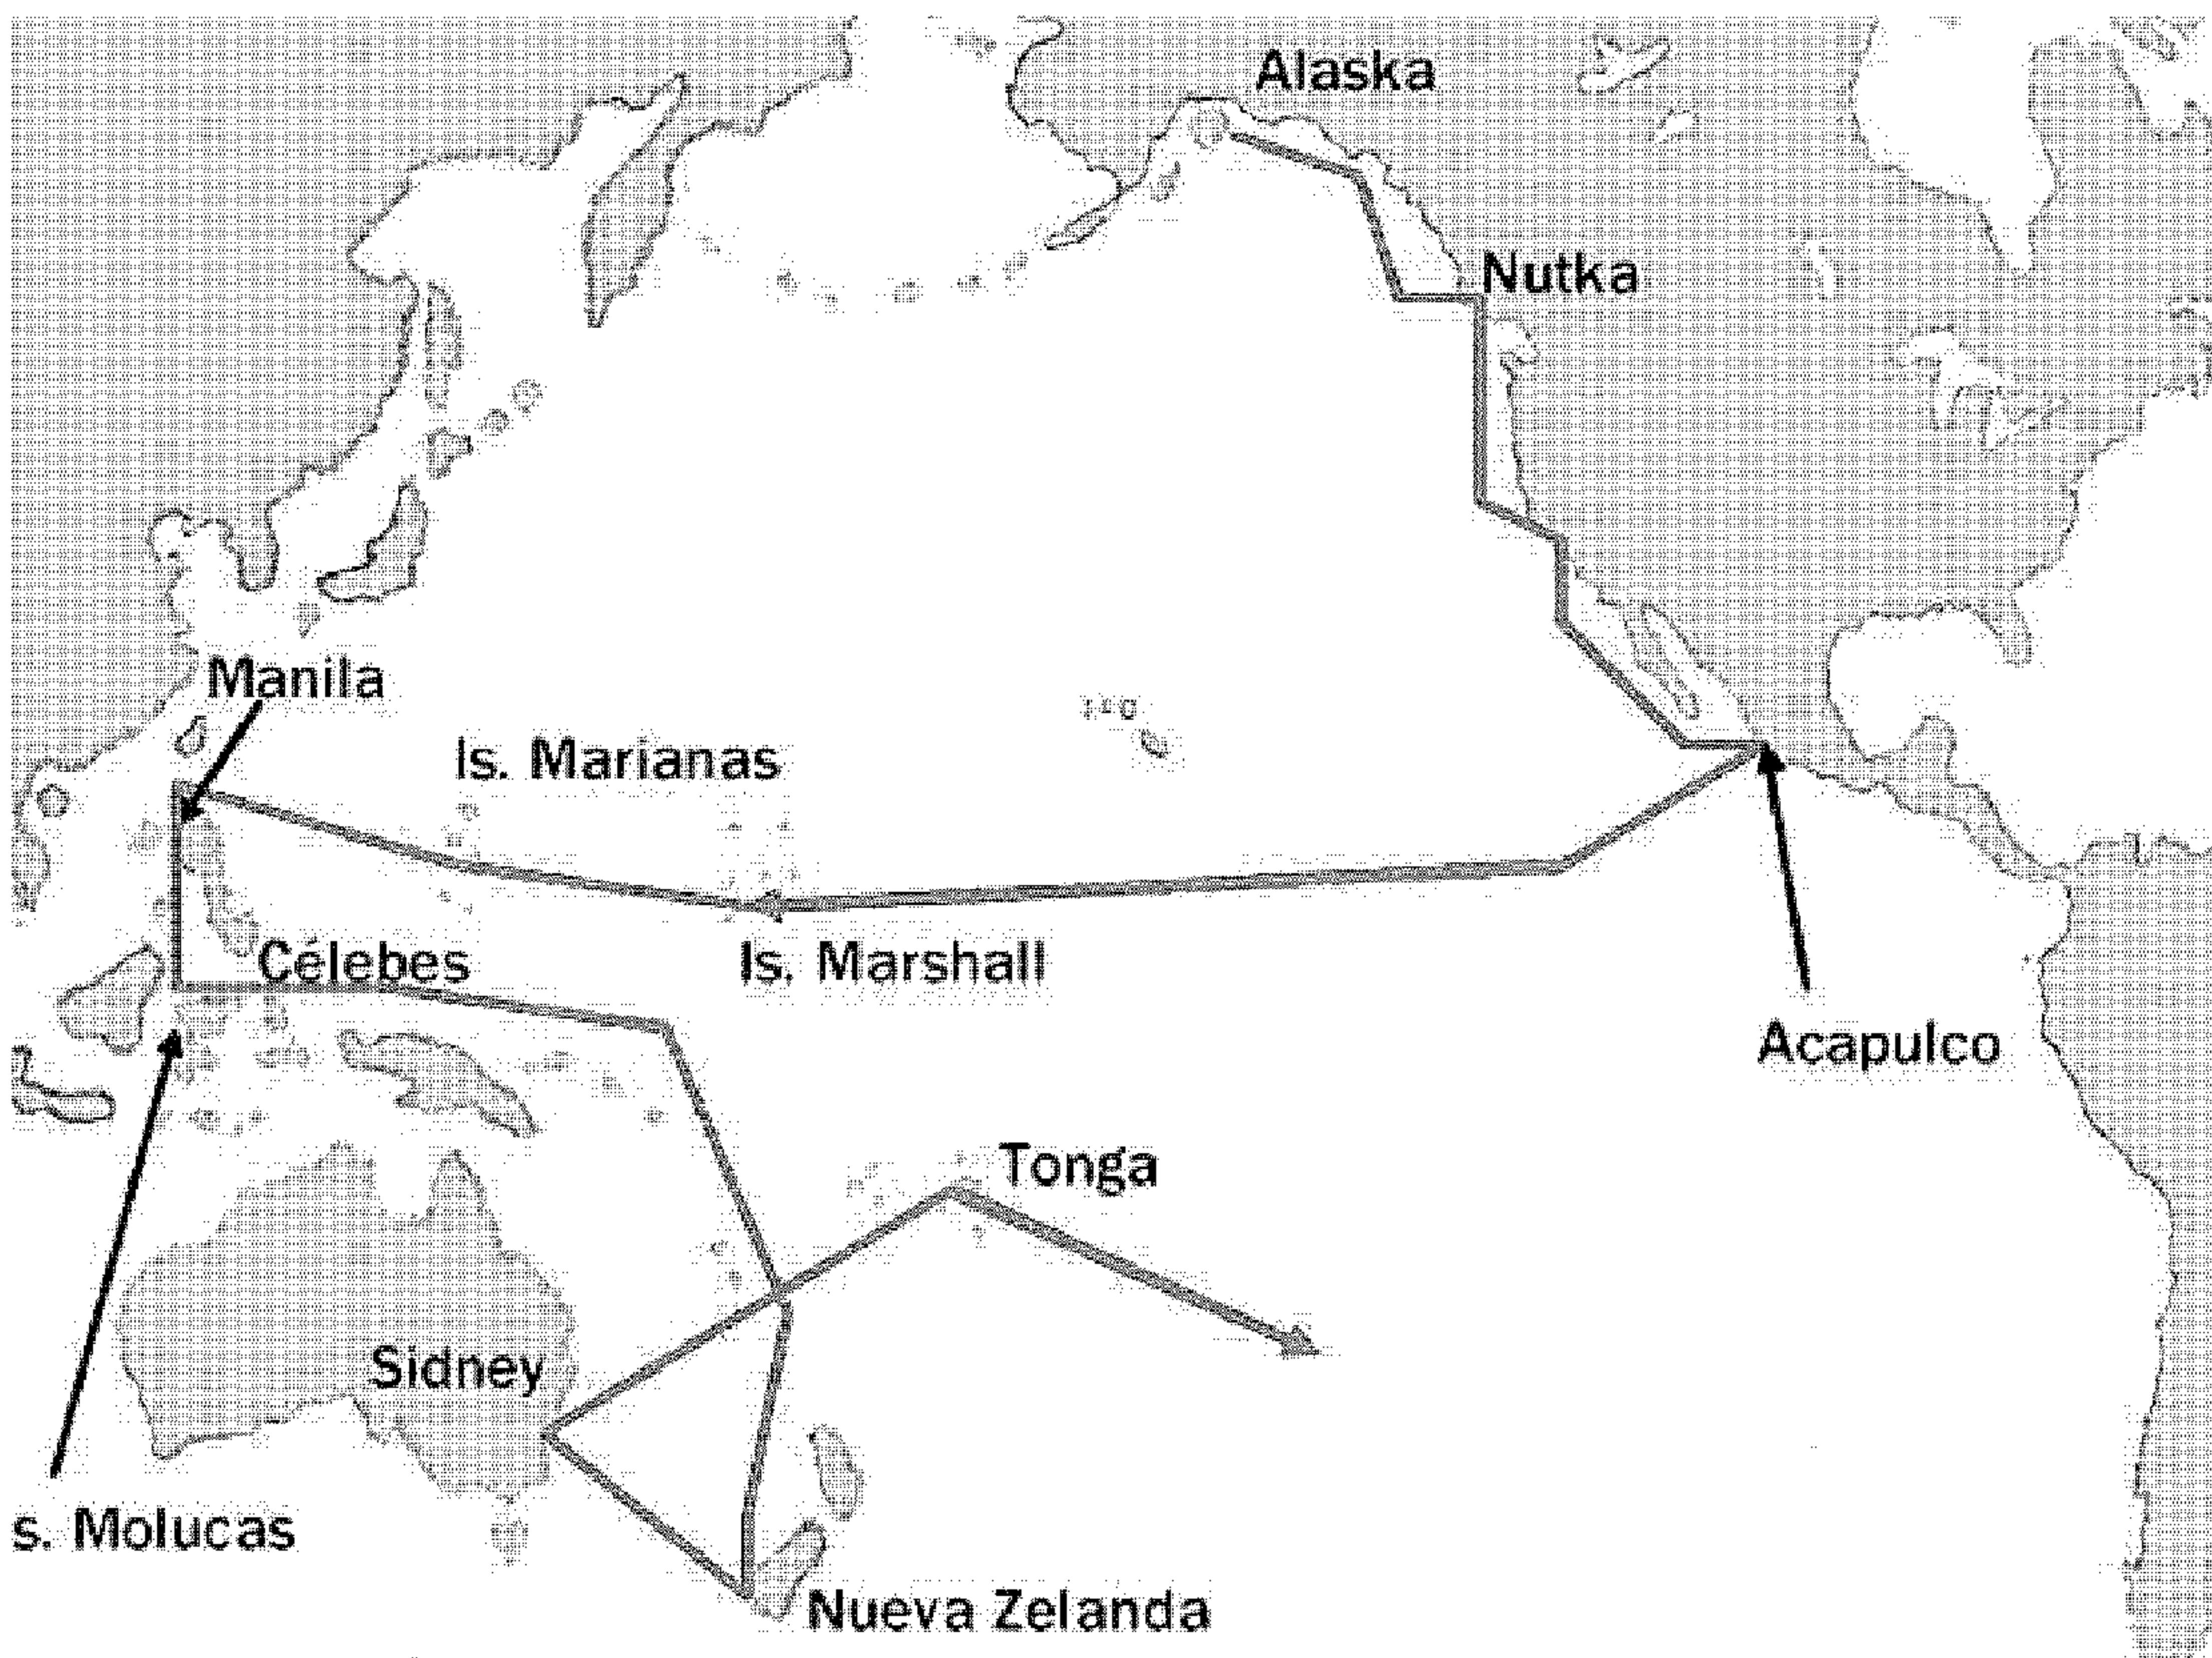 Alaska
Nutka
Manila
Is. Marianas
Célebes
Is. Marshall
Acapulco
Tonga
Sidney
s. Molucas
Nueva Zelanda